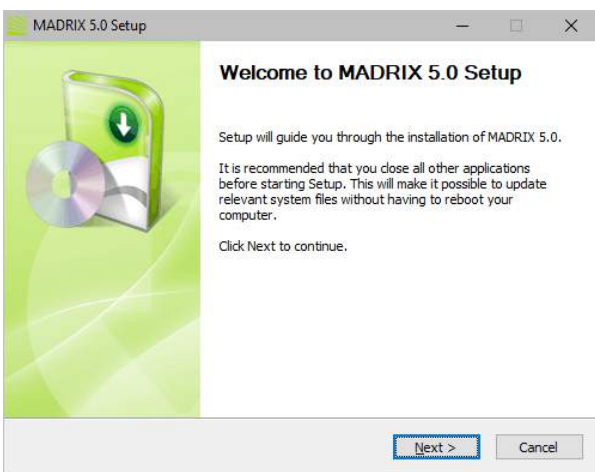 MADRIX 5.0 Setup
Welcome to MADRIX 5.0 Setup
Setup will guide you through the installation of MADRIX 5.0.
It is recommended that you close all other applications
before starting Setup. This will make it possible to update
relevant system files without having to reboot your
computer.
Click Next to continue.
Next >
Cancel